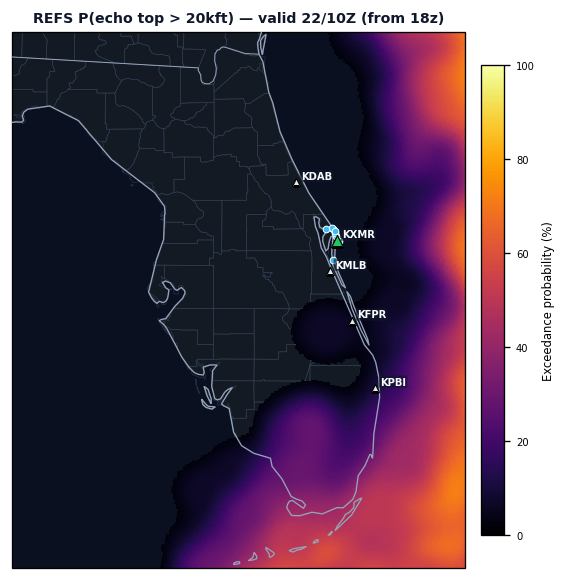 REFS P(echo top > 20kft) — valid 22/10Z (from 18z)
KDAB
KXMR
KMLB
KFPR
KPBI
100
80
60
40
20
0
Exceedance probability (%)